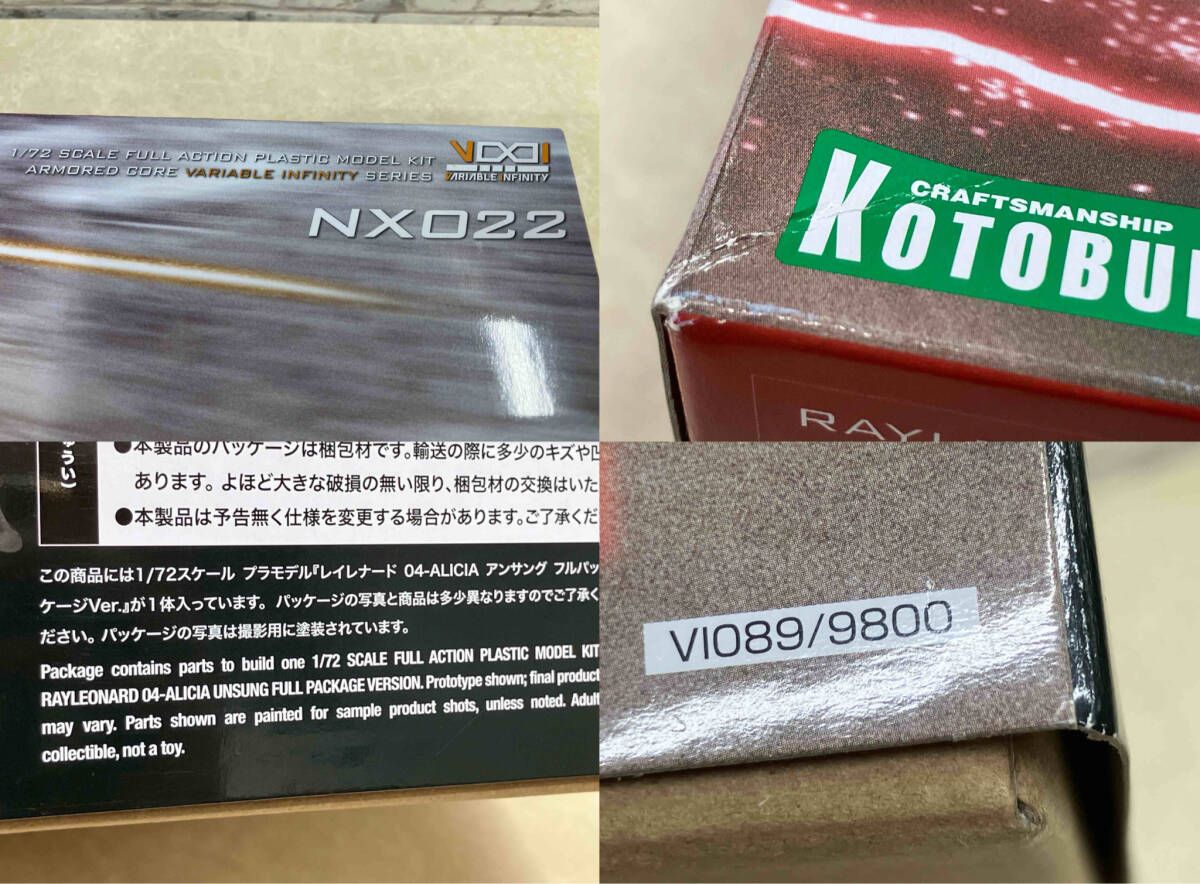 1/72 SCALE FULL ACTION PLASTIC MODEL KIT
ARMORED CORE VARIABLE INFINITY SERIES
VARIABLE INFINITY
NX022
CRAFTSMANSHIP
KOTOBU
RAY
うい)
●本製品のパッケージは梱包材です。輸送の際に多少のキズや凹
あります。よほど大きな破損の無い限り、梱包材の交換はいた
●本製品は予告無く仕様を変更する場合があります。ご了承くだ
この商品には1/72スケール プラモデル『レイレナード 04-ALICIA アンサング フルパッ
ケージVer.』が1体入っています。パッケージの写真と商品は多少異なりますのでご了承く
ださい。パッケージの写真は撮影用に塗装されています。
Package contains parts to build one 1/72 SCALE FULL ACTION PLASTIC MODEL KIT
RAYLEONARD 04-ALICIA UNSUNG FULL PACKAGE VERSION. Prototype shown; final product
may vary. Parts shown are painted for sample product shots, unless noted. Adult
collectible, not a toy.
VI089/9800